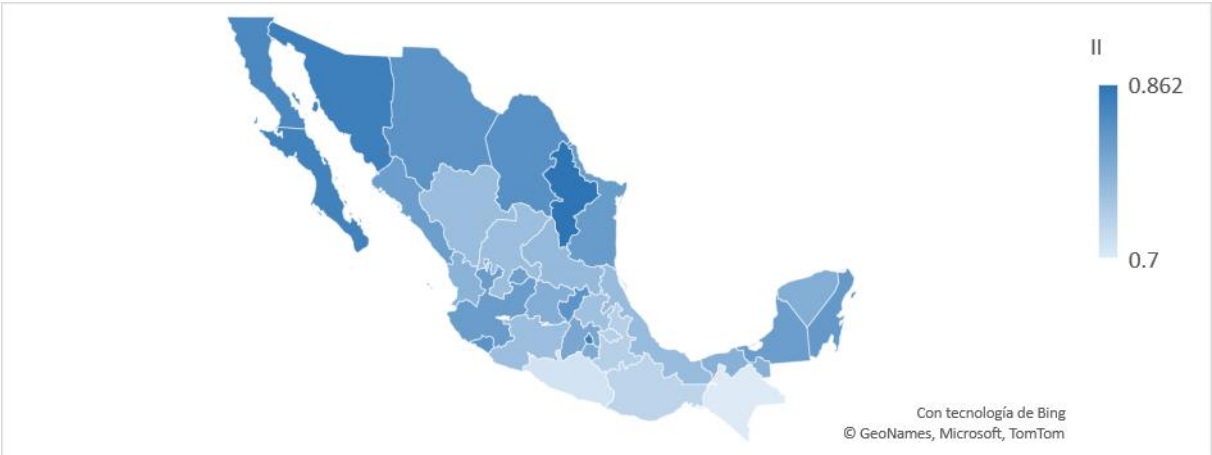 II
0.862
0.7
Con tecnología de Bing
© GeoNames, Microsoft, TomTom